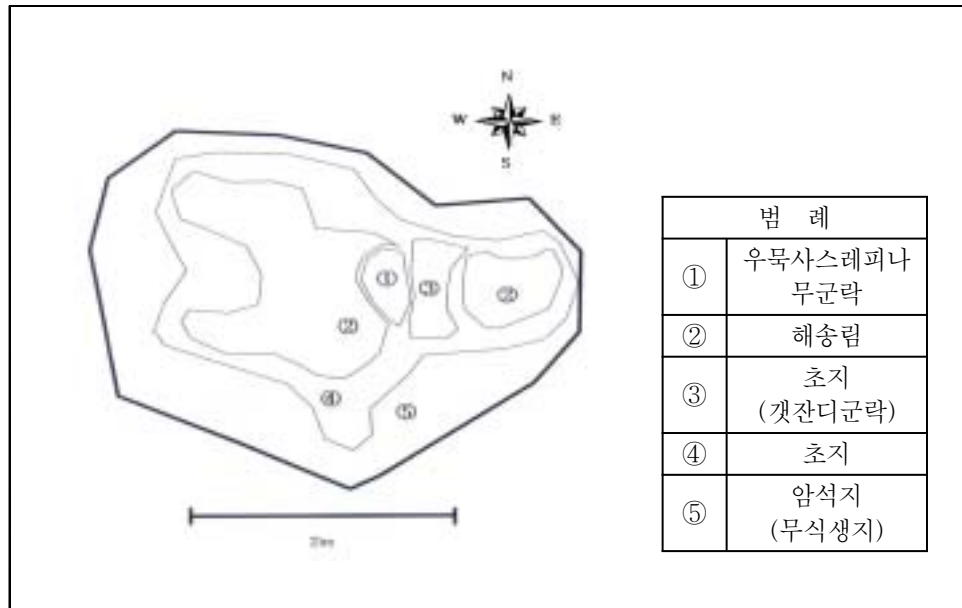 N
W E
S
① ③ ②
②
④ ⑤
범 례
① 우묵사스레피나
무군락
② 해송림
③ 초지
(갯잔디군락)
④ 초지
⑤ 암석지
(무식생지)